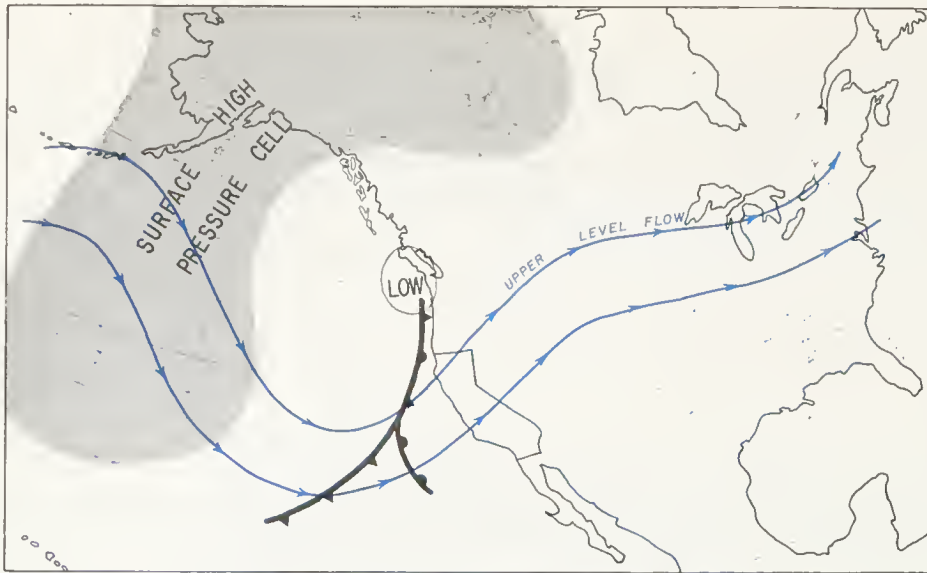 SURFACE HIGH
PRESSURE CELL
LOW
UPPER LEVEL FLOW